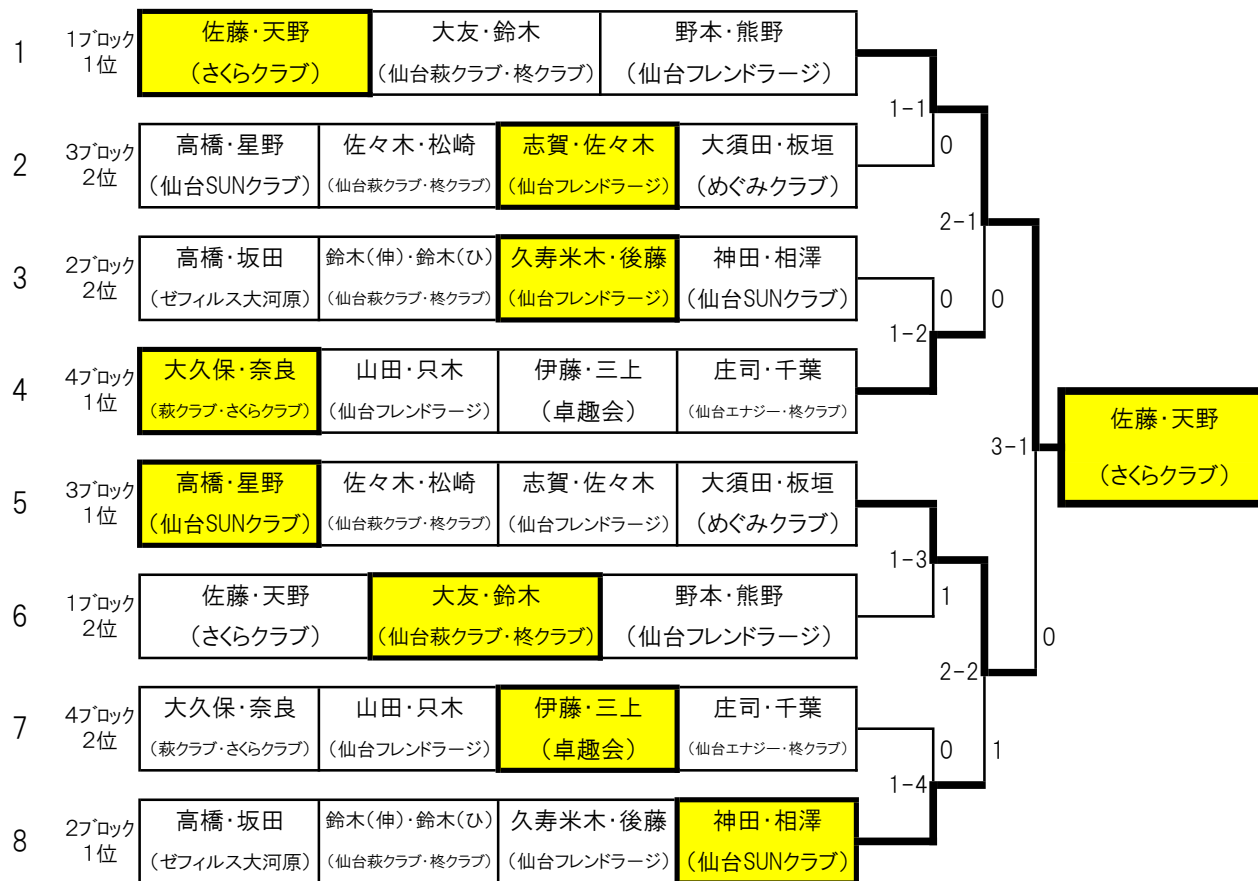 1
1ブロック
1位
佐藤・天野
(さくらクラブ)
大友・鈴木
(仙台萩クラブ・柊クラブ)
野本・熊野
(仙台フレンドラージ)
1-1
0
2
3ブロック
2位
高橋・星野
(仙台SUNクラブ)
佐々木・松崎
(仙台萩クラブ・柊クラブ)
志賀・佐々木
(仙台フレンドラージ)
大須田・板垣
(めぐみクラブ)
2-1
0
3
2ブロック
2位
高橋・坂田
(ゼフィルス大河原)
鈴木(伸)・鈴木(ひ)
(仙台萩クラブ・柊クラブ)
久寿米木・後藤
(仙台フレンドラージ)
神田・相澤
(仙台SUNクラブ)
0
1-2
4
4ブロック
1位
大久保・奈良
(萩クラブ・さくらクラブ)
山田・只木
(仙台フレンドラージ)
伊藤・三上
(卓趣会)
庄司・千葉
(仙台エナジー・柊クラブ)
3-1
佐藤・天野
(さくらクラブ)
5
3ブロック
1位
高橋・星野
(仙台SUNクラブ)
佐々木・松崎
(仙台萩クラブ・柊クラブ)
志賀・佐々木
(仙台フレンドラージ)
大須田・板垣
(めぐみクラブ)
1-3
1
6
1ブロック
2位
佐藤・天野
(さくらクラブ)
大友・鈴木
(仙台萩クラブ・柊クラブ)
野本・熊野
(仙台フレンドラージ)
0
2-2
7
4ブロック
2位
大久保・奈良
(萩クラブ・さくらクラブ)
山田・只木
(仙台フレンドラージ)
伊藤・三上
(卓趣会)
庄司・千葉
(仙台エナジー・柊クラブ)
0
1
1-4
8
2ブロック
1位
高橋・坂田
(ゼフィルス大河原)
鈴木(伸)・鈴木(ひ)
(仙台萩クラブ・柊クラブ)
久寿米木・後藤
(仙台フレンドラージ)
神田・相澤
(仙台SUNクラブ)